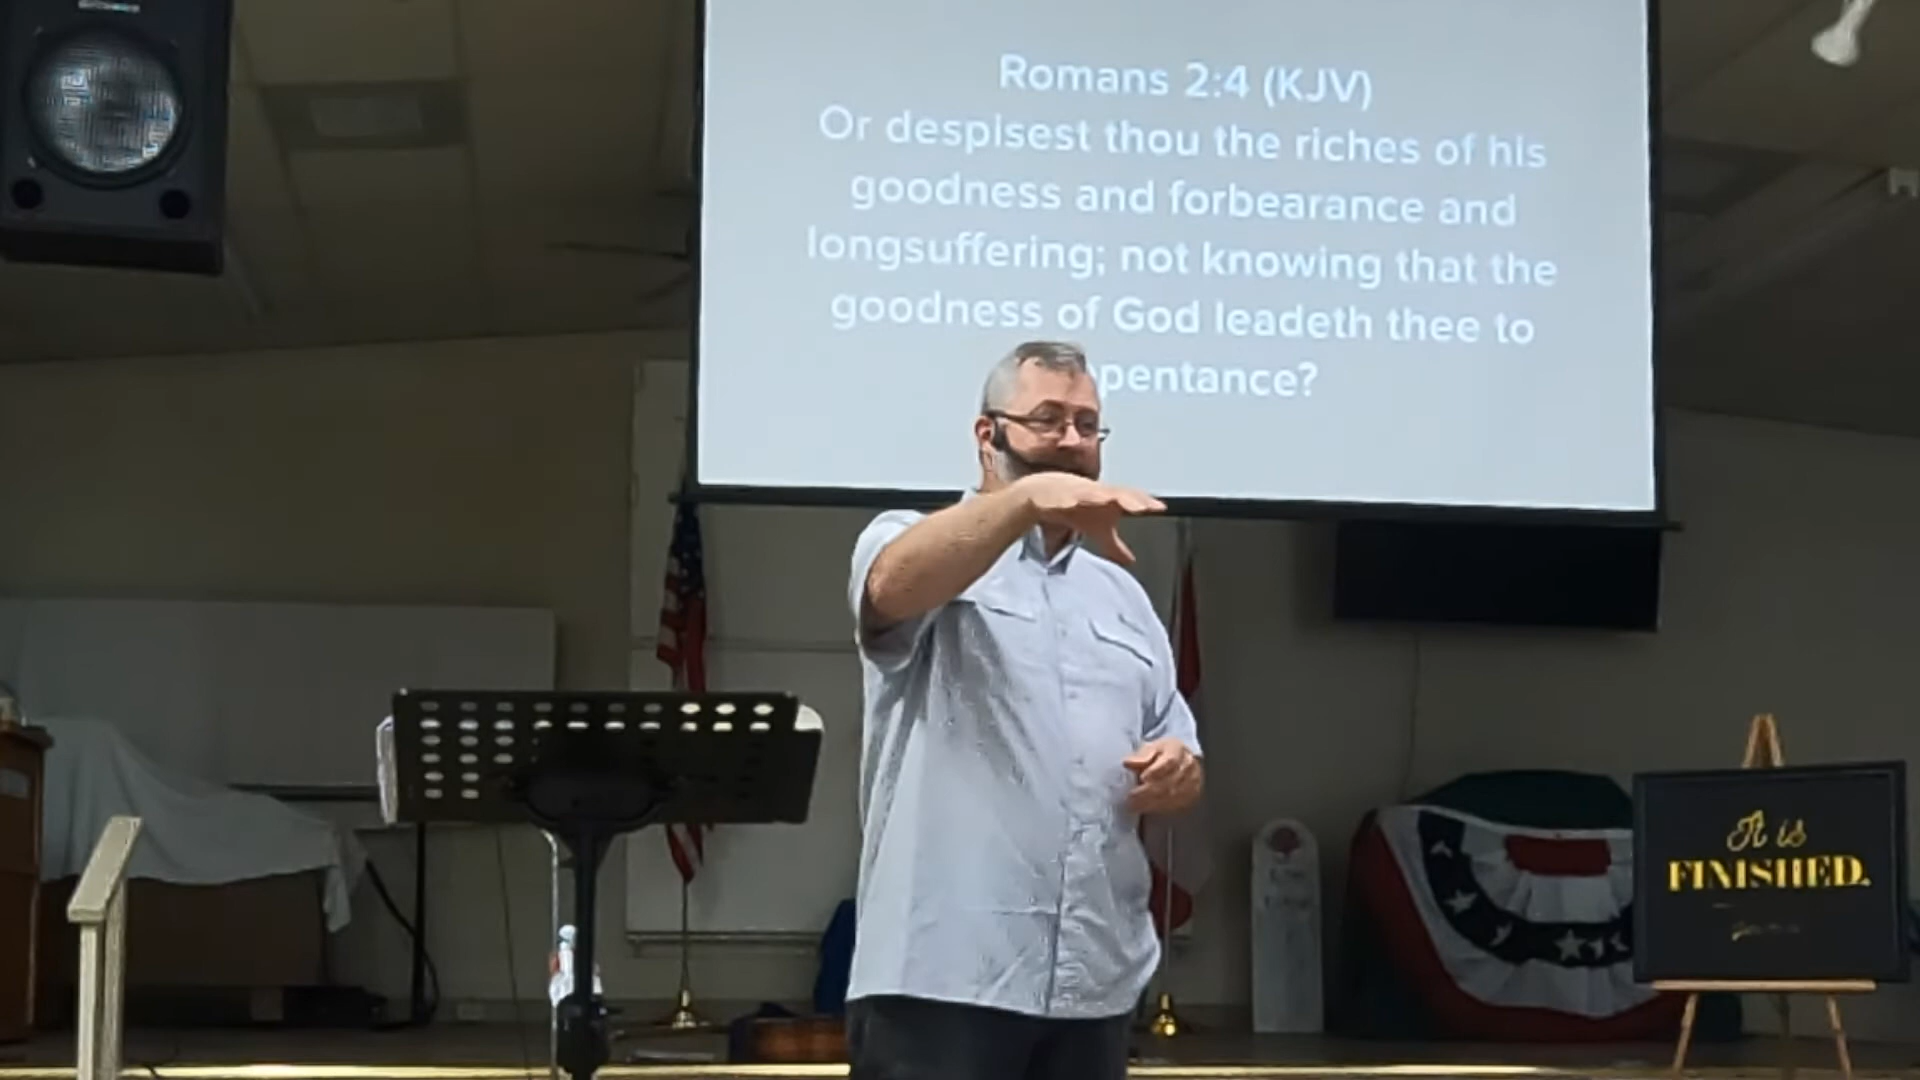 Romans 2:4 (KJV)
Or despisest thou the riches of his
goodness and forbearance and
longsuffering; not knowing that the
goodness of God leadeth thee to
pentance?
It is
FINISHED.